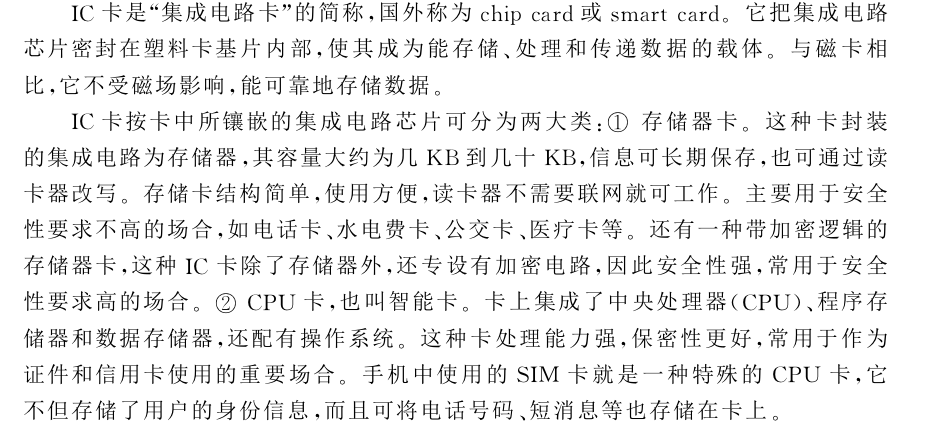 IC 卡是“集成电路卡”的简称,国外称为 chip card 或 smart card。它把集成电路
芯片密封在塑料卡基片内部,使其成为能存储、处理和传递数据的载体。与磁卡相
比,它不受磁场影响,能可靠地存储数据。
IC 卡按卡中所镶嵌的集成电路芯片可分为两大类:① 存储器卡。这种卡封装
的集成电路为存储器,其容量大约为几 KB 到几十 KB,信息可长期保存,也可通过读
卡器改写。存储卡结构简单,使用方便,读卡器不需要联网就可工作。主要用于安全
性要求不高的场合,如电话卡、水电费卡、公交卡、医疗卡等。还有一种带加密逻辑的
存储器卡,这种 IC 卡除了存储器外,还专设有加密电路,因此安全性强,常用于安全
性要求高的场合。② CPU 卡,也叫智能卡。卡上集成了中央处理器(CPU)、程序存
储器和数据存储器,还配有操作系统。这种卡处理能力强,保密性更好,常用于作为
证件和信用卡使用的重要场合。手机中使用的 SIM 卡就是一种特殊的 CPU 卡,它
不但存储了用户的身份信息,而且可将电话号码、短消息等也存储在卡上。